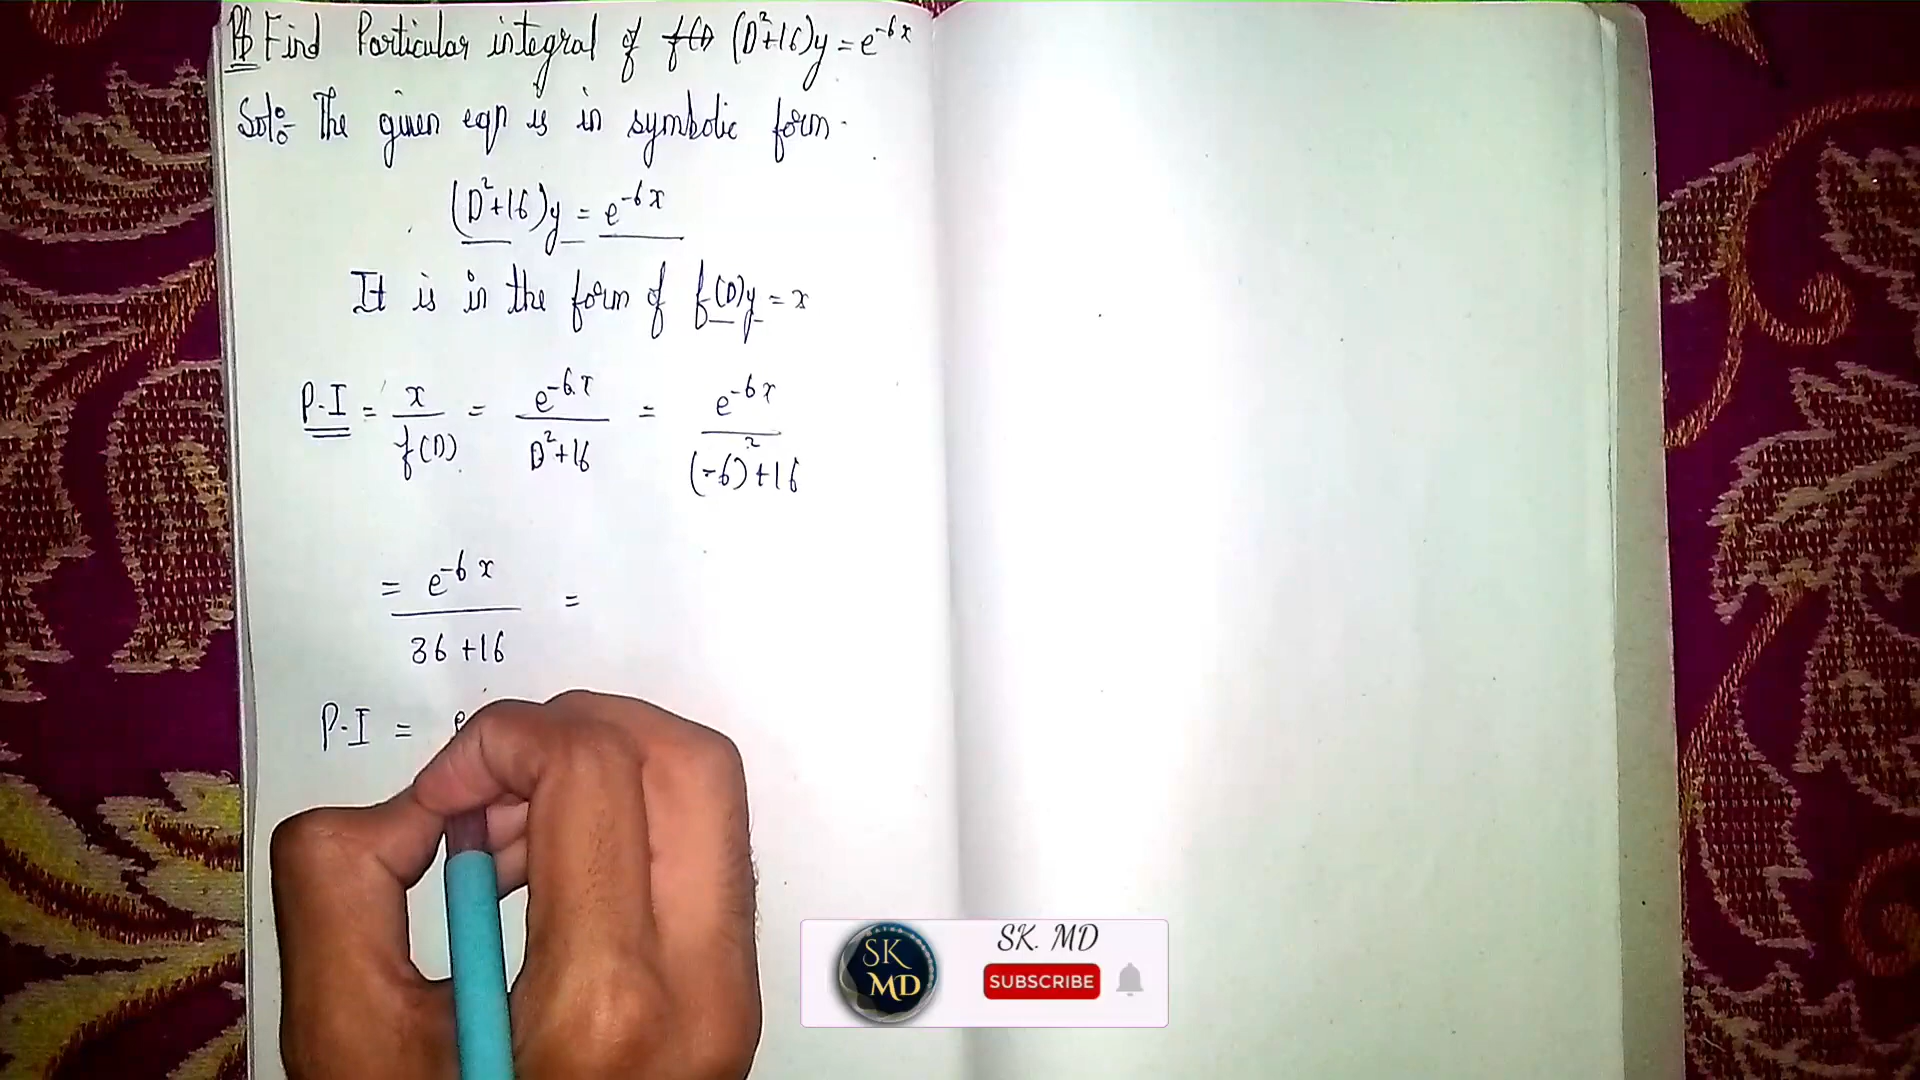 Pb Find Particular integral of f(D) (D²+16)y = e⁻⁶ˣ
Sol:- The given eqn is in symbolic form.
(D²+16)y = e⁻⁶ˣ
It is in the form of f(D)y = x
P.I = x/f(D) = e⁻⁶ˣ/D²+16 = e⁻⁶ˣ/(-6)²+16
= e⁻⁶ˣ/36+16 =
P.I = e
SK MD
SK. MD
SUBSCRIBE